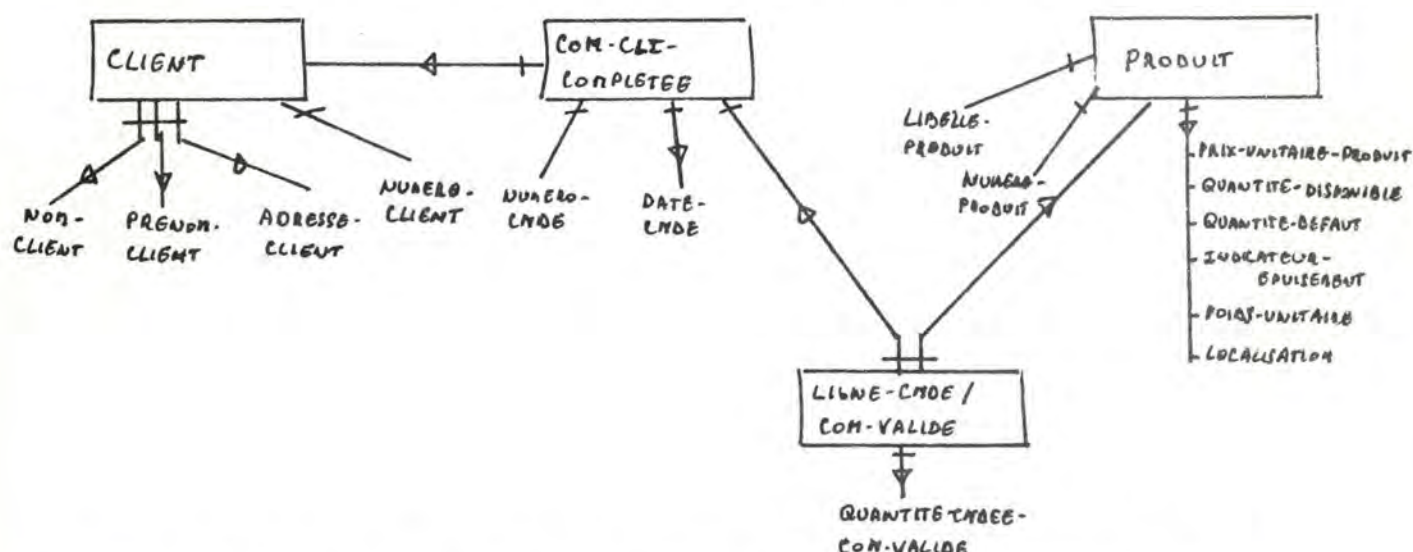 CLIENT
COM-CLI-
COMPLETEE
PRODUIT
NOM-
CLIENT
PRENOM-
CLIENT
ADRESSE-
CLIENT
NUMERO-
CLIENT
NUMERO-
CMDE
DATE-
CMDE
LIBELLE-
PRODUIT
NUMERO-
PRODUIT
PRIX-UNITAIRE-PRODUIT
QUANTITE-DISPONIBLE
QUANTITE-DEFAUT
INDICATEUR-
EPUISEMENT
POIDS-UNITAIRE
LOCALISATION
LIGNE-CMDE /
COM-VALIDE
QUANTITE-CMDEE-
COM-VALIDE